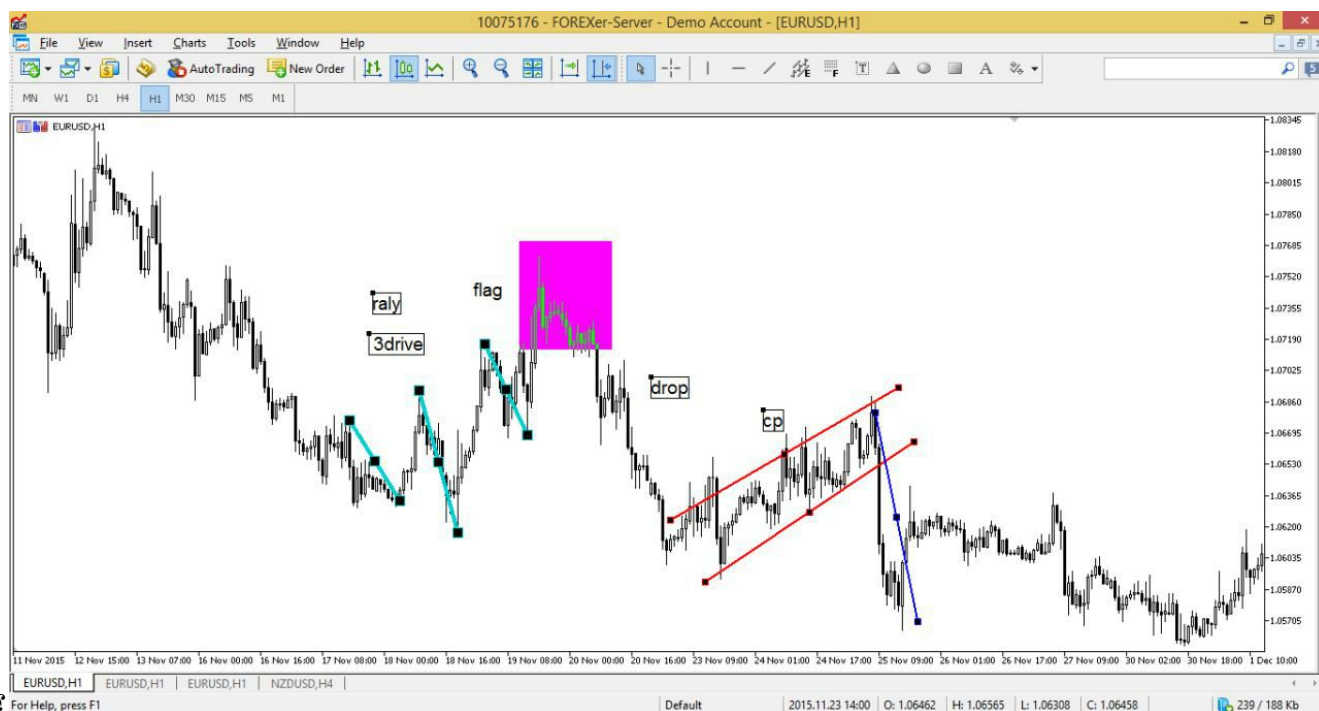 10075176 - FOREXer-Server - Demo Account - [EURUSD,H1]
File View Insert Charts Tools Window Help
AutoTrading New Order E F T A
MN W1 D1 H4 H1 M30 M15 M5 M1
EURUSD,H1
1.08345
1.08180
1.08015
1.07850
1.07685
1.07520
1.07355
1.07190
1.07025
1.06860
1.06695
1.06530
1.06365
1.06200
1.06035
1.05870
1.05705
flag
raly
3drive
drop
cp
11 Nov 2015 12 Nov 15:00 13 Nov 07:00 16 Nov 00:00 16 Nov 16:00 17 Nov 08:00 18 Nov 00:00 18 Nov 16:00 19 Nov 08:00 20 Nov 00:00 20 Nov 16:00 23 Nov 09:00 24 Nov 01:00 24 Nov 17:00 25 Nov 09:00 26 Nov 01:00 26 Nov 17:00 27 Nov 09:00 30 Nov 02:00 30 Nov 18:00 1 Dec 10:00
EURUSD,H1 EURUSD,H1 EURUSD,H1 NZDUSD,H4
For Help, press F1 Default 2015.11.23 14:00 O: 1.06462 H: 1.06565 L: 1.06308 C: 1.06458 239 / 188 Kb